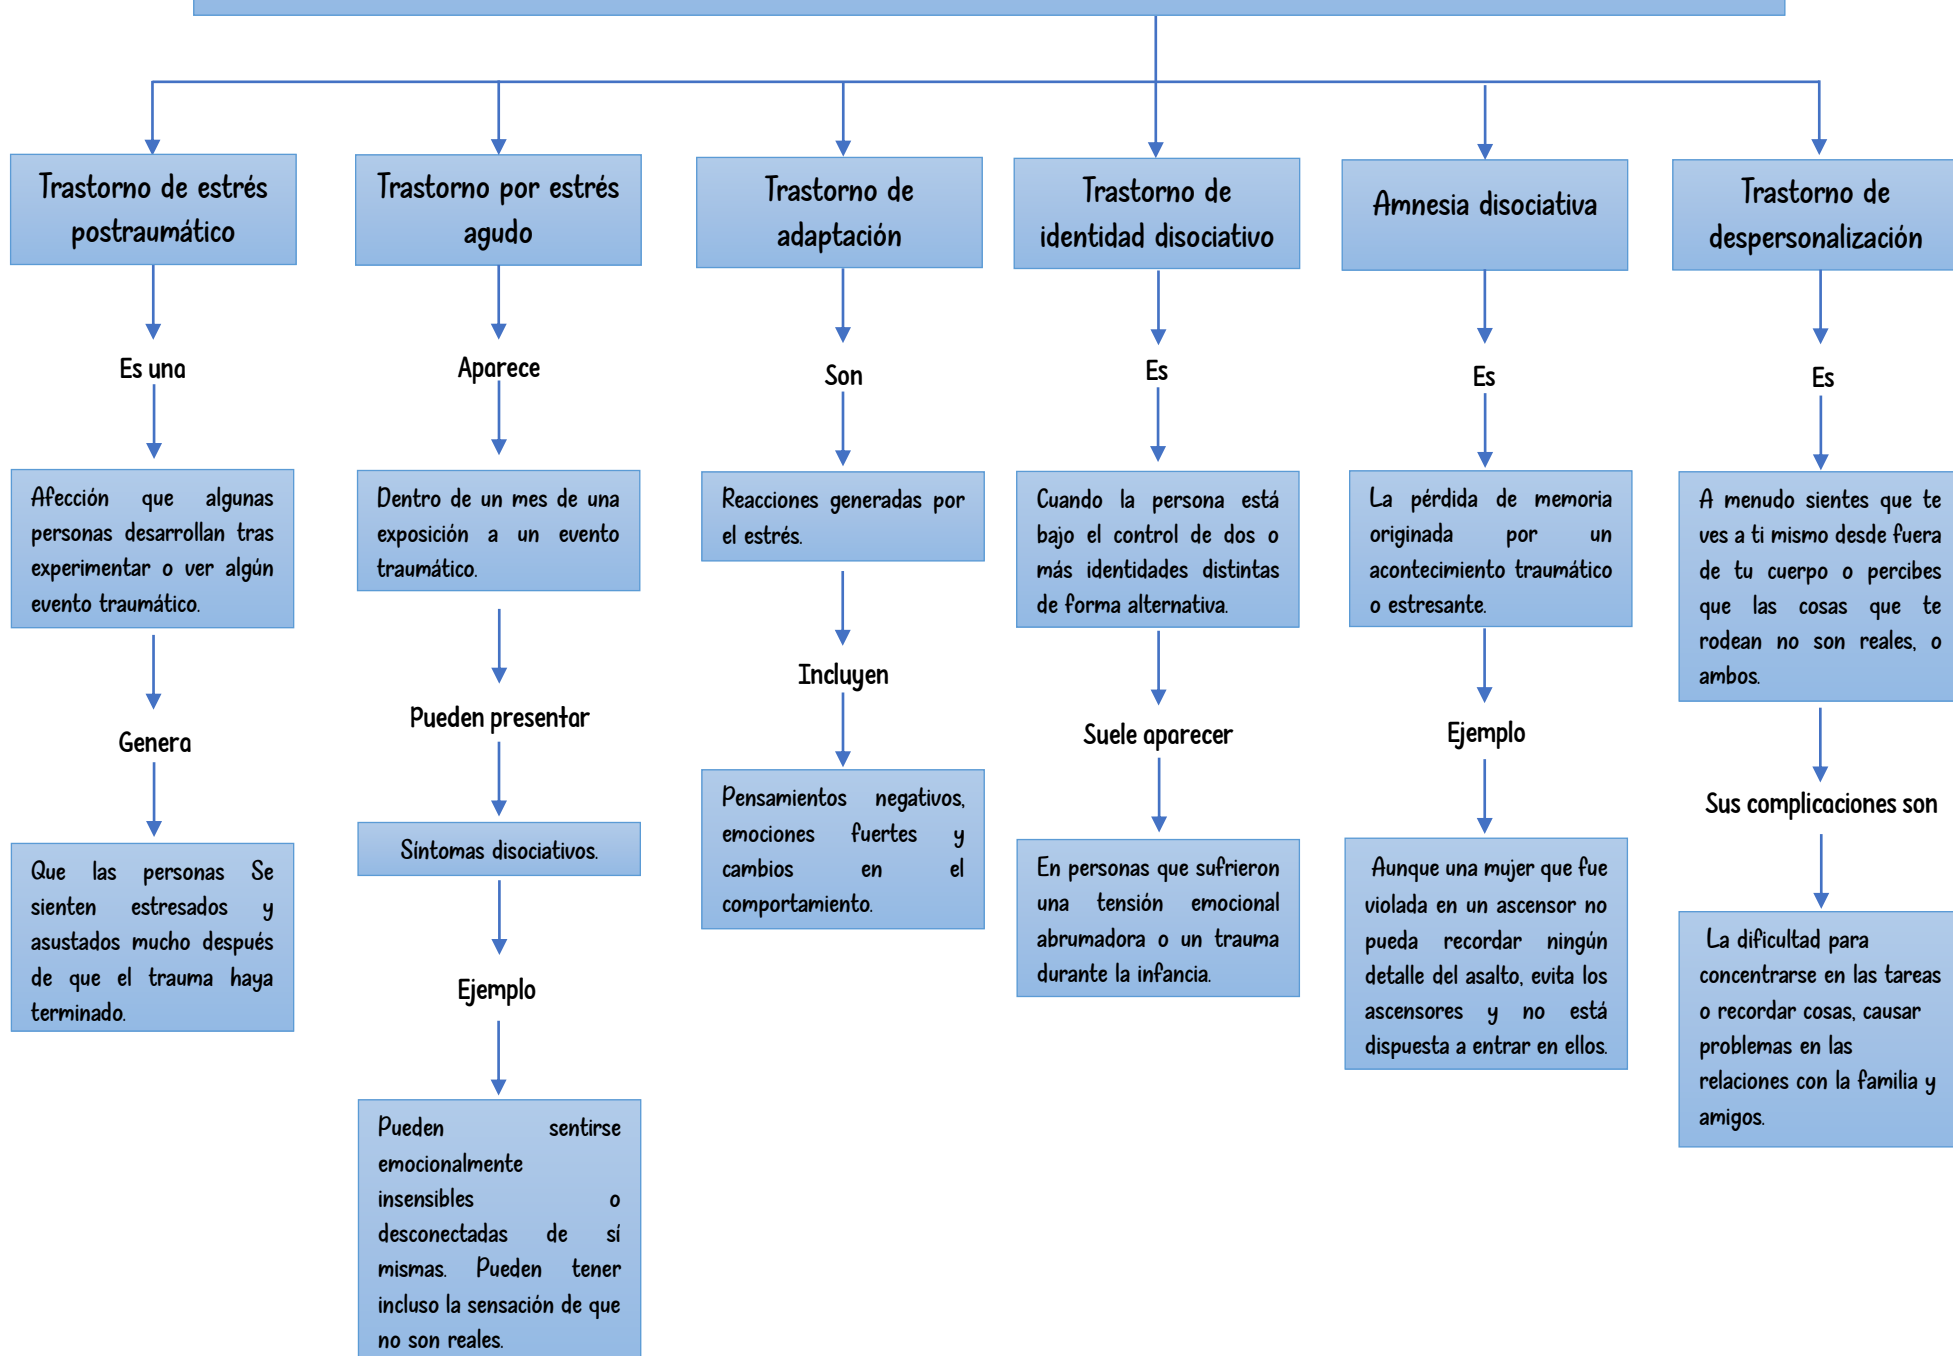 Trastorno de estrés
postraumático
Es una
Afección que algunas
personas desarrollan tras
experimentar o ver algún
evento traumático.
Genera
Que las personas Se
sienten estresados y
asustados mucho después
de que el trauma haya
terminado.
Trastorno por estrés
agudo
Aparece
Dentro de un mes de una
exposición a un evento
traumático.
Pueden presentar
Síntomas disociativos.
Ejemplo
Pueden sentirse
emocionalmente
insensibles o
desconectadas de sí
mismas. Pueden tener
incluso la sensación de que
no son reales.
Trastorno de
adaptación
Son
Reacciones generadas por
el estrés.
Incluyen
Pensamientos negativos,
emociones fuertes y
cambios en el
comportamiento.
Trastorno de
identidad disociativo
Es
Cuando la persona está
bajo el control de dos o
más identidades distintas
de forma alternativa.
Suele aparecer
En personas que sufrieron
una tensión emocional
abrumadora o un trauma
durante la infancia.
Amnesia disociativa
Es
La pérdida de memoria
originada por un
acontecimiento traumático
o estresante.
Ejemplo
Aunque una mujer que fue
violada en un ascensor no
pueda recordar ningún
detalle del asalto, evita los
ascensores y no está
dispuesta a entrar en ellos.
Trastorno de
despersonalización
Es
A menudo sientes que te
ves a ti mismo desde fuera
de tu cuerpo o percibes
que las cosas que te
rodean no son reales, o
ambos.
Sus complicaciones son
La dificultad para
concentrarse en las tareas
o recordar cosas, causar
problemas en las
relaciones con la familia y
amigos.